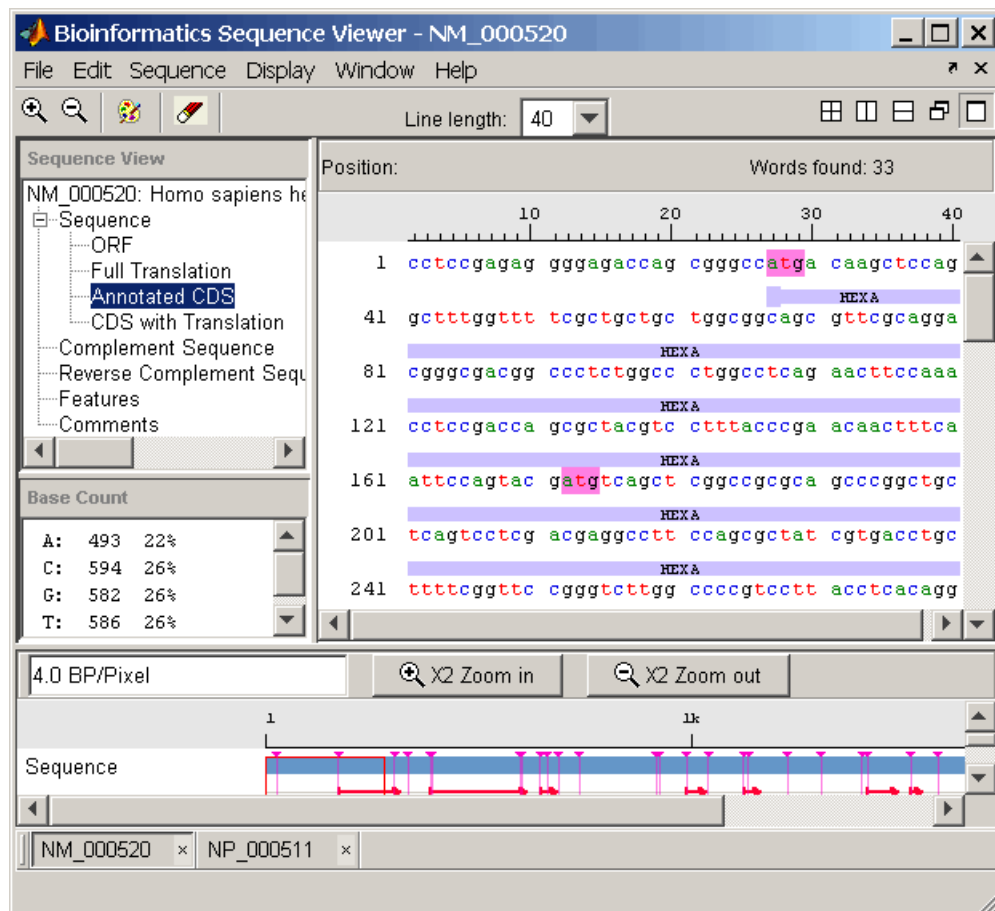 Bioinformatics Sequence Viewer - NM_000520
File Edit Sequence Display Window Help
Line length: 40
Sequence View
NM_000520: Homo sapiens he
Sequence
ORF
Full Translation
Annotated CDS
CDS with Translation
Complement Sequence
Reverse Complement Sequ
Features
Comments
Base Count
A: 493 22%
C: 594 26%
G: 582 26%
T: 586 26%
Position: Words found: 33
10 20 30 40
1 cctccgagag gggagaccag cgggccatga caagctccag
HEXA
41 gctttggttt tcgctgctgc tggcggcagc gttcgcagga
HEXA
81 cgggcgacgg ccctctggcc ctggcctcag aacttccaaa
HEXA
121 cctccgacca gcgctacgtc ctttacccga acaactttca
HEXA
161 attccagtac gatgtcagct cggccgcgca gcccggctgc
HEXA
201 tcagtcctcg acgaggcctt ccagcgctat cgtgacctgc
HEXA
241 ttttcggttc cgggtcttgg ccccgtcctt acctcacagg
4.0 BP/Pixel X2 Zoom in X2 Zoom out
1 1k
Sequence
NM_000520 × NP_000511 ×